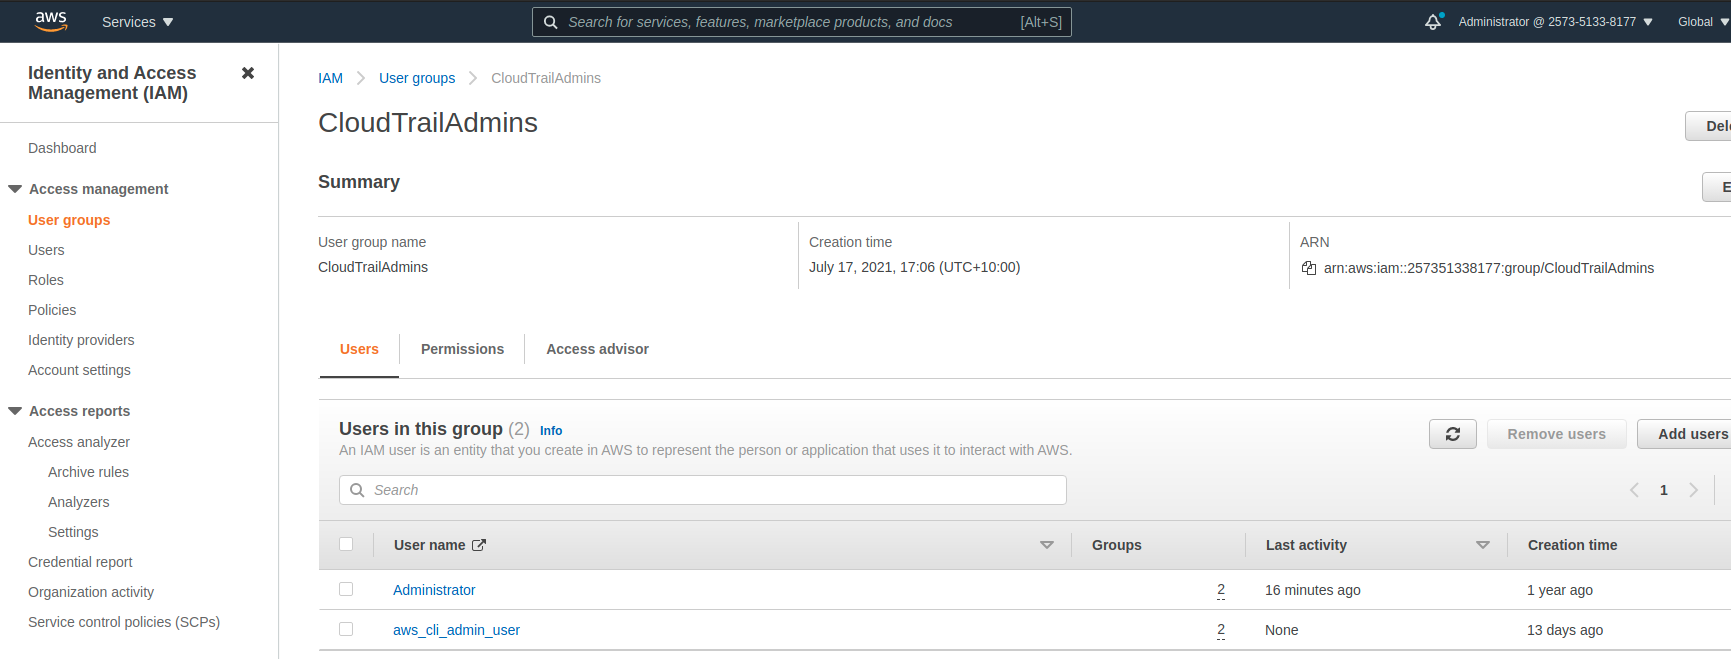 aws
Services
Search for services, features, marketplace products, and docs [Alt+S]
Administrator @ 2573-5133-8177
Global
Identity and Access
Management (IAM)
Dashboard
Access management
User groups
Users
Roles
Policies
Identity providers
Account settings
Access reports
Access analyzer
Archive rules
Analyzers
Settings
Credential report
Organization activity
Service control policies (SCPs)
IAM User groups CloudTrailAdmins
CloudTrailAdmins
Summary
User group name
CloudTrailAdmins
Creation time
July 17, 2021, 17:06 (UTC+10:00)
ARN
arn:aws:iam::257351338177:group/CloudTrailAdmins
Users Permissions Access advisor
Users in this group (2) Info
An IAM user is an entity that you create in AWS to represent the person or application that uses it to interact with AWS.
Remove users Add users
Search
1
User name Groups Last activity Creation time
Administrator 2 16 minutes ago 1 year ago
aws_cli_admin_user 2 None 13 days ago